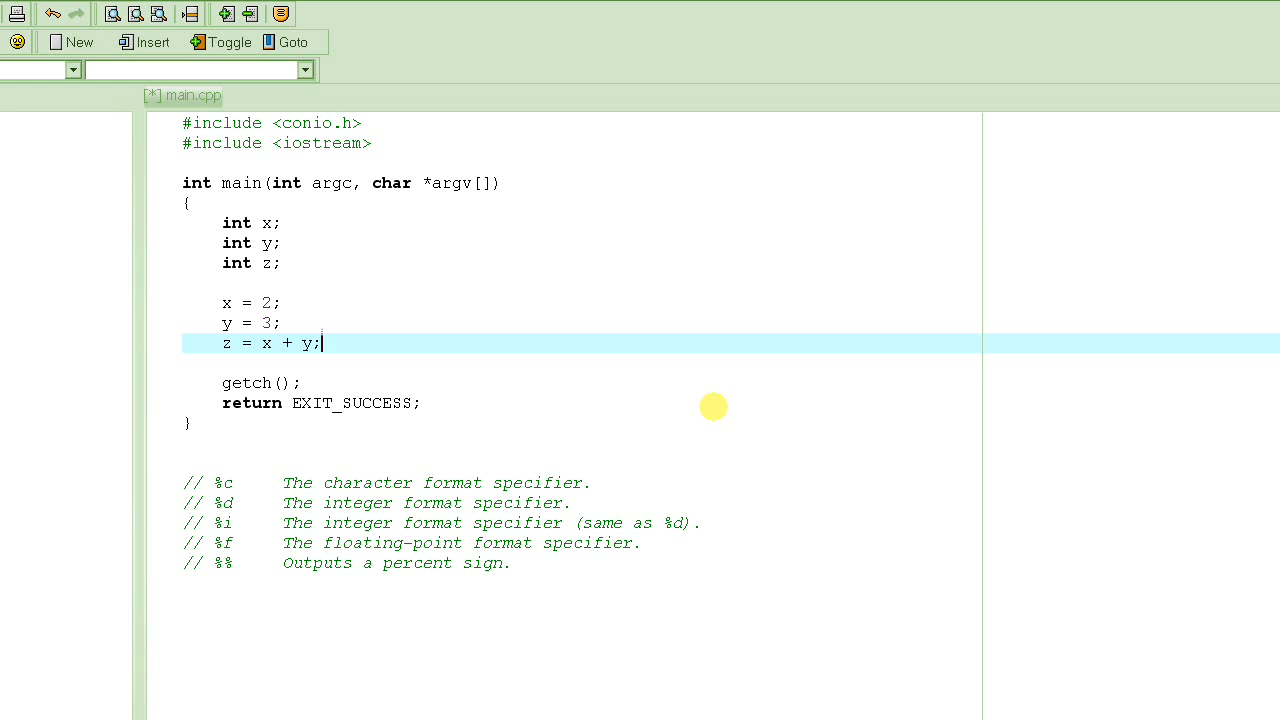 New Insert Toggle Goto
[*] main.cpp
#include <conio.h>
#include <iostream>
int main(int argc, char *argv[])
{
int x;
int y;
int z;
x = 2;
y = 3;
z = x + y;
getch();
return EXIT_SUCCESS;
}
// %c The character format specifier.
// %d The integer format specifier.
// %i The integer format specifier (same as %d).
// %f The floating-point format specifier.
// %% Outputs a percent sign.